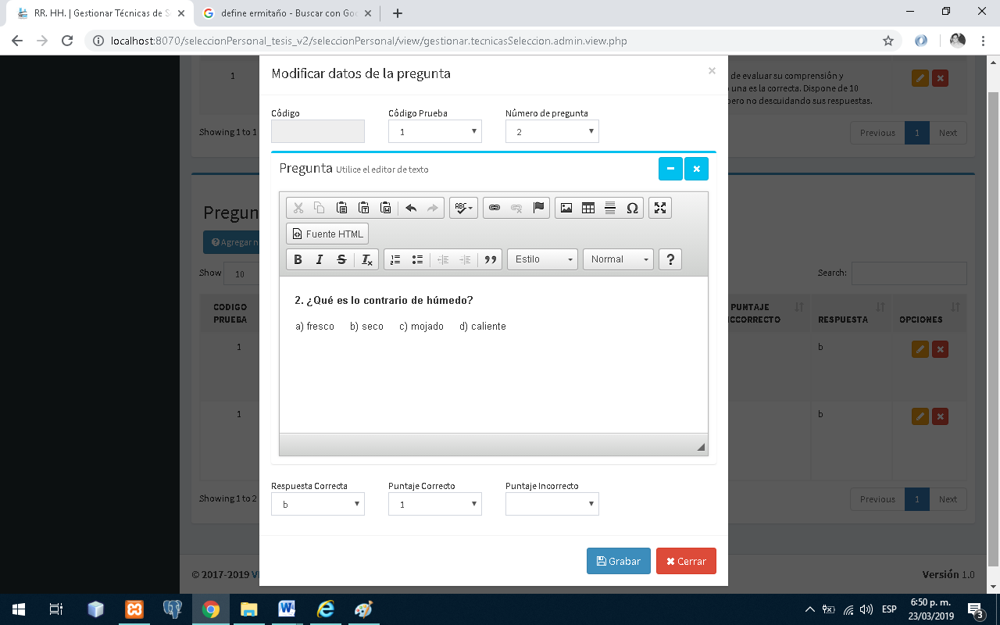 RR. HH. | Gestionar Técnicas de S
define ermitaño - Buscar con Goo
localhost:8070/seleccionPersonal_tesis_v2/seleccionPersonal/view/gestionar.tecnicasSeleccion.admin.view.php
Modificar datos de la pregunta
1
de evaluar su comprensión y
una es la correcta. Dispone de 10
pero no descuidando sus respuestas.
Código
Código Prueba
Número de pregunta
1
2
Showing 1 to 1
Previous 1 Next
Pregunta Utilice el editor de texto
ABC
Fuente HTML
B I S Ix
Estilo
Normal
?
Pregun
Agregar n
Show 10
Search:
CODIGO PRUEBA
PUNTAJE INCORRECTO
RESPUESTA
OPCIONES
2. ¿Qué es lo contrario de húmedo?
a) fresco b) seco c) mojado d) caliente
1
b
1
b
Respuesta Correcta
Puntaje Correcto
Puntaje Incorrecto
b
1
Showing 1 to 2
Previous 1 Next
Grabar
Cerrar
© 2017-2019
Versión 1.0
ESP
6:50 p. m.
23/03/2019
3